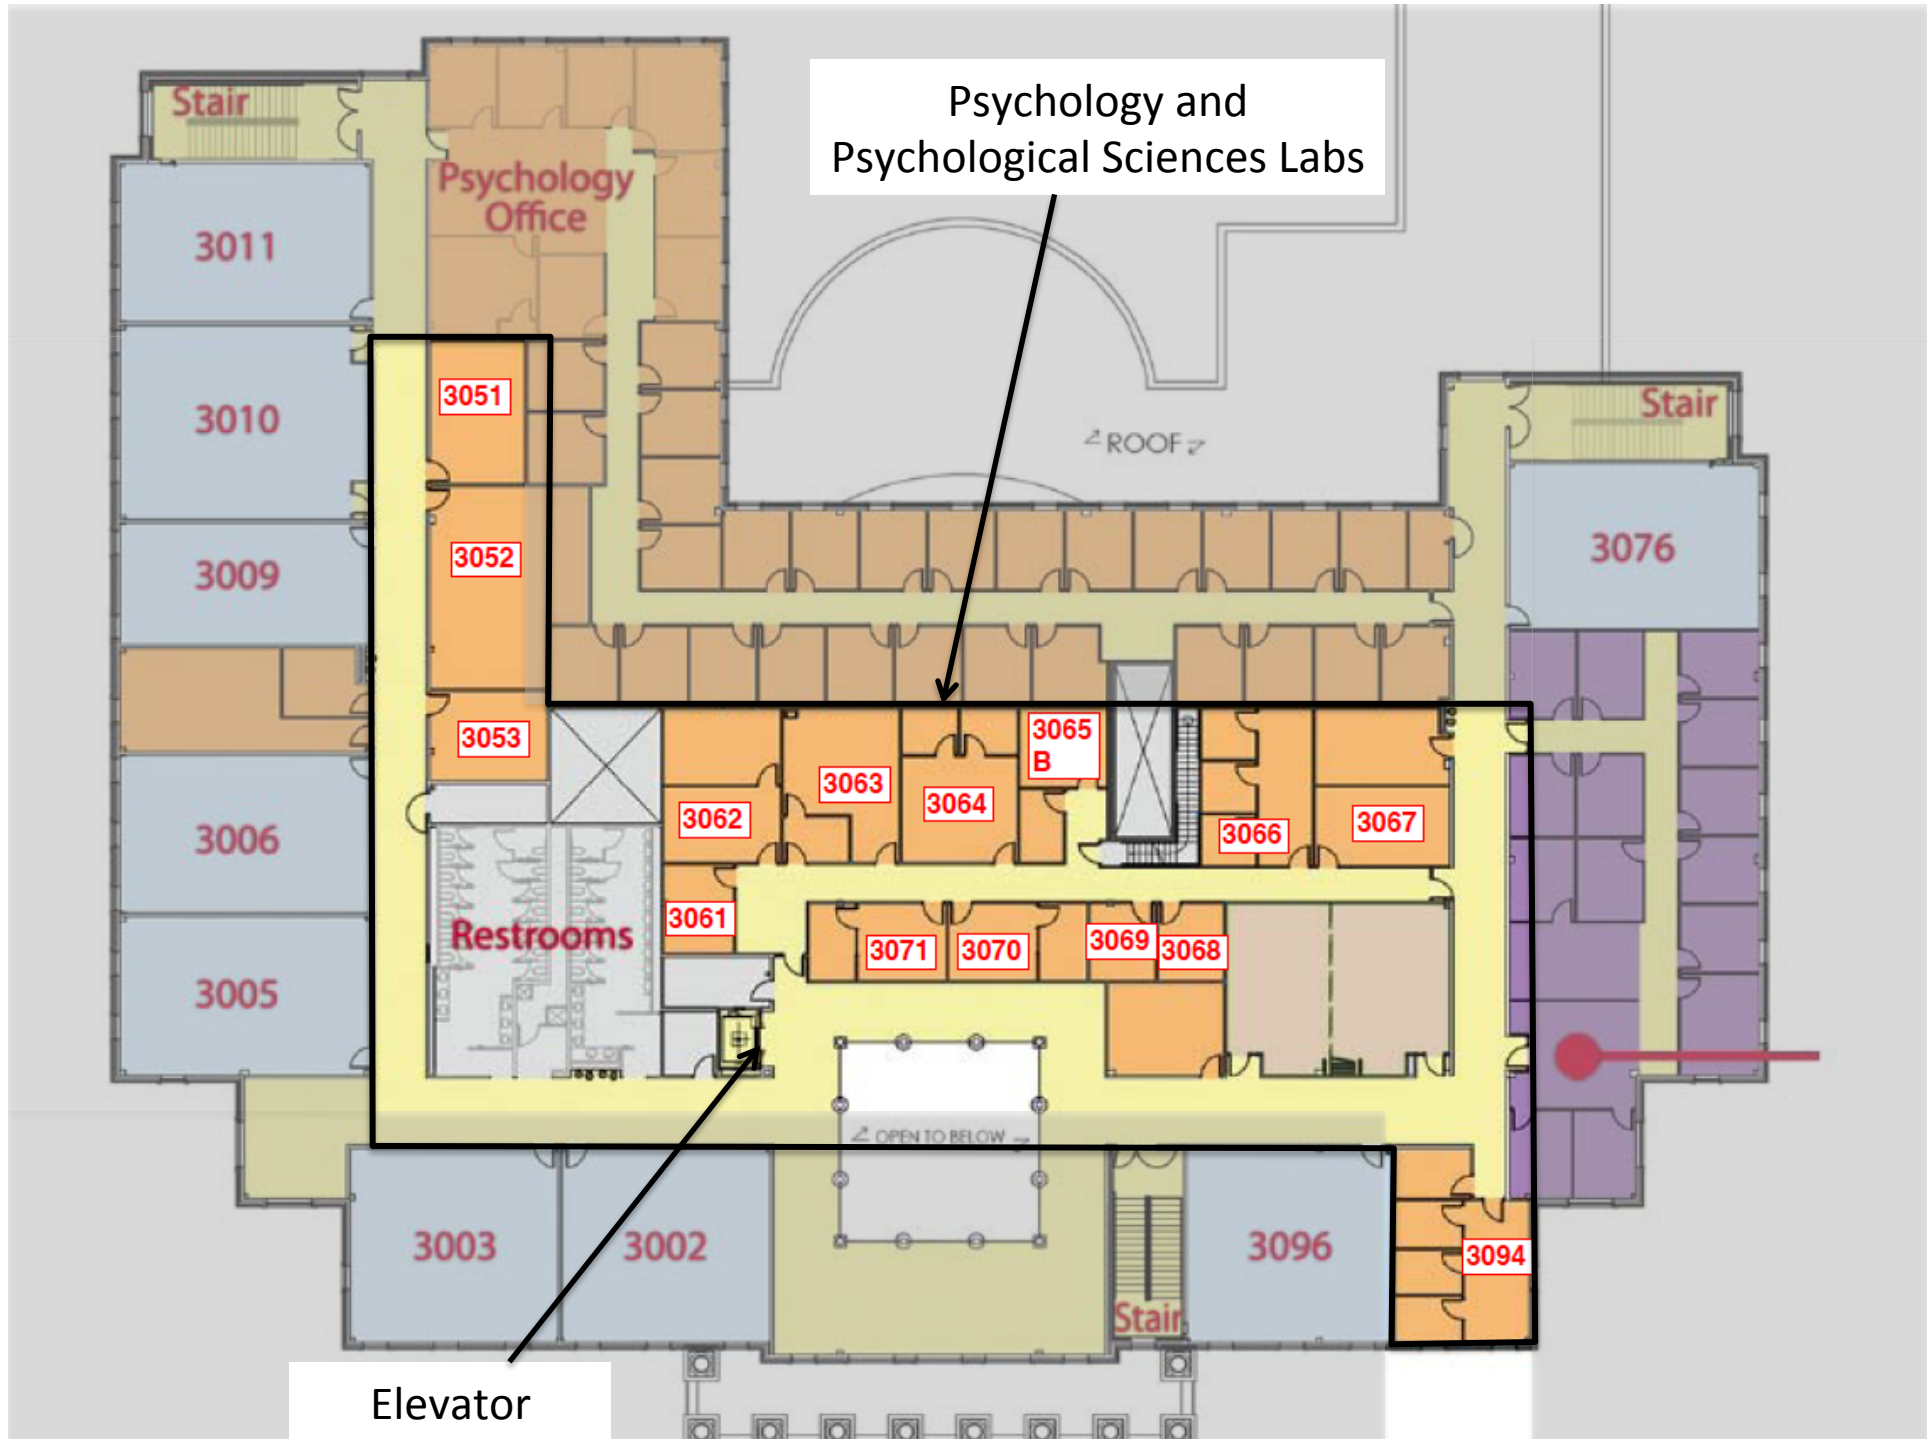 Stair
Psychology and
Psychological Sciences Labs
Psychology
Office
3011
3051
3010
Stair
ROOF
3052
3009
3076
3053
3065
B
3063
3064
3062
3066
3067
3006
3061
Restrooms
3071
3070
3069
3068
3005
OPEN TO BELOW
3003
3002
3096
3094
Stair
Elevator